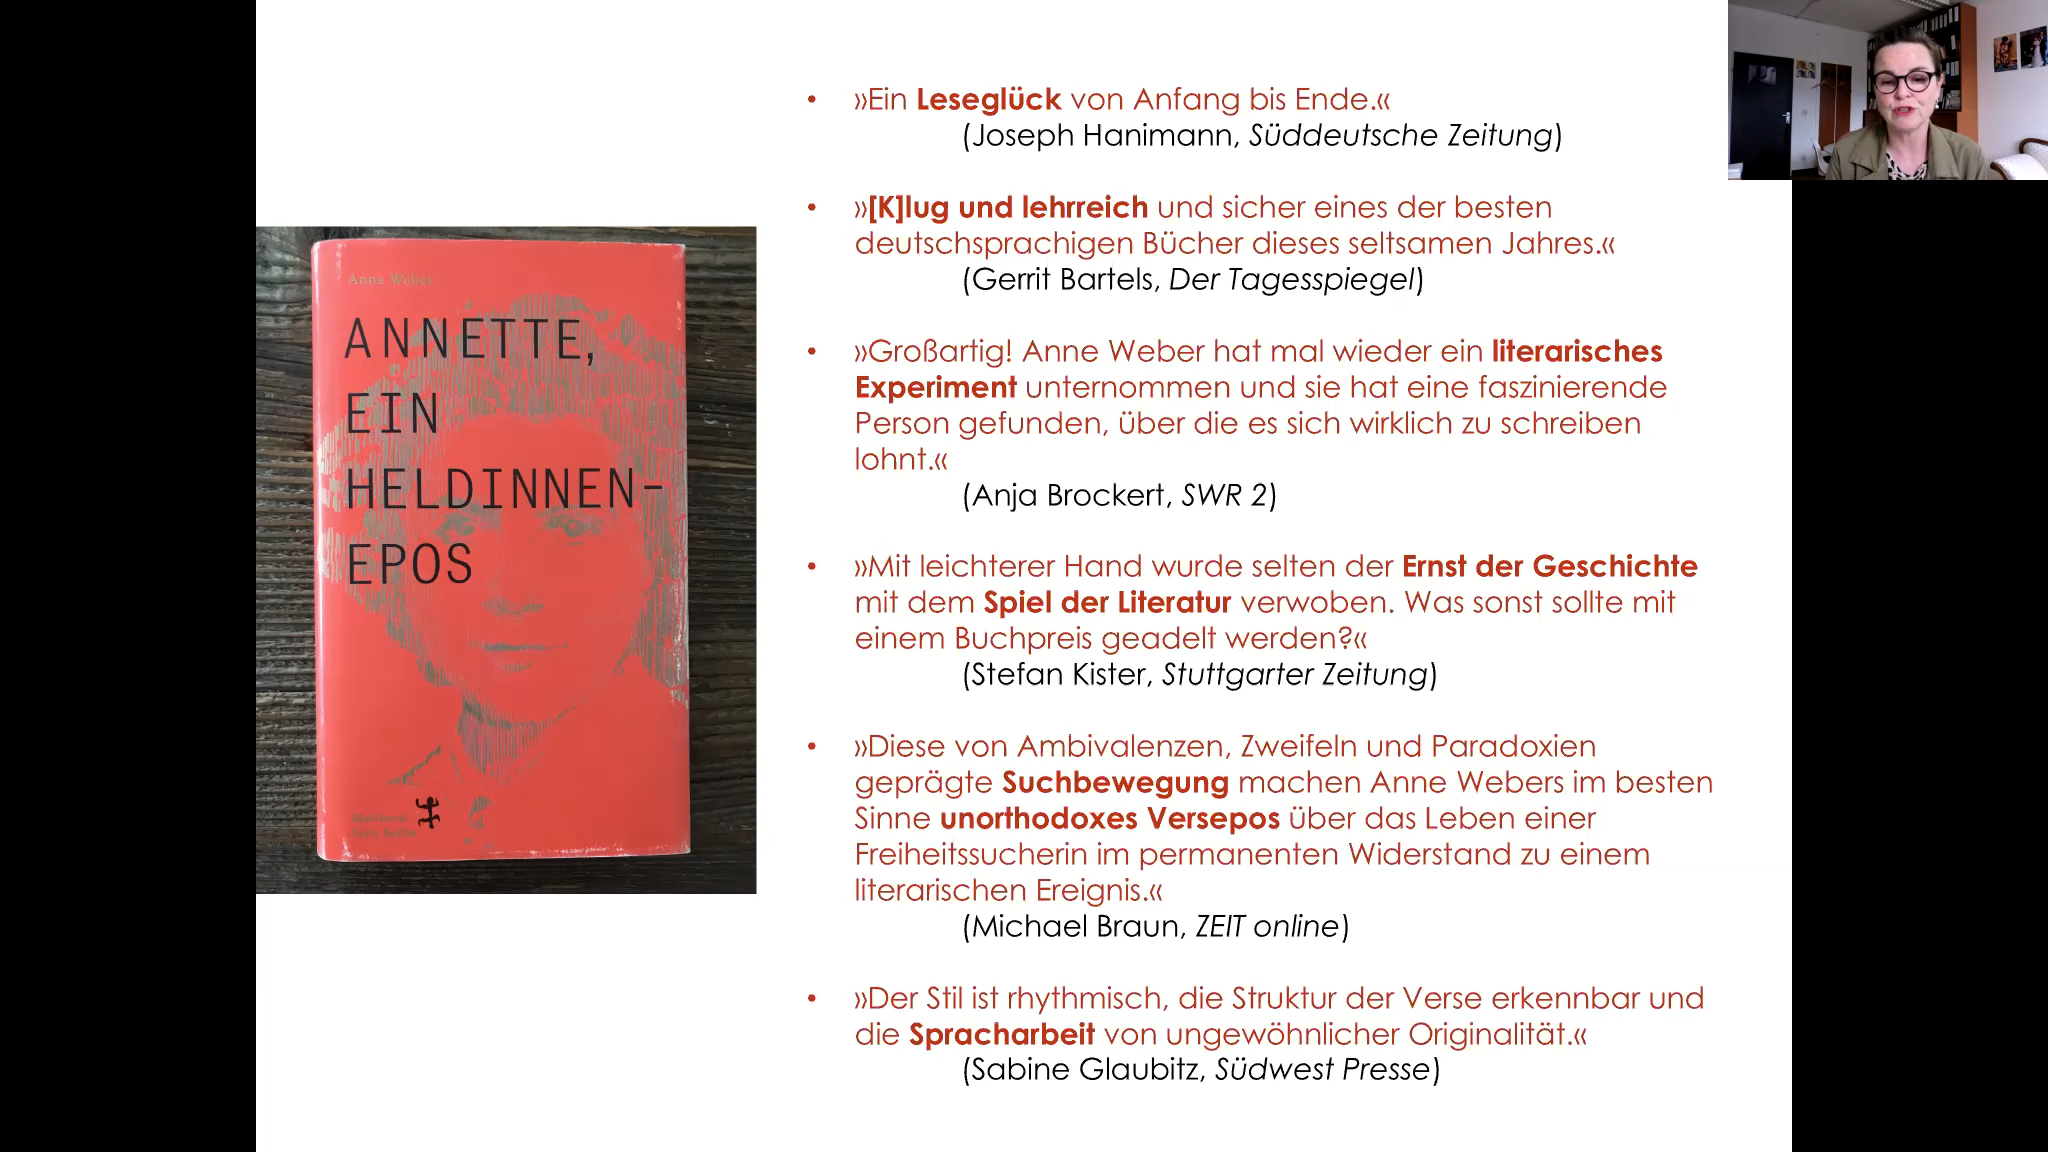 Anne Weber
ANNETTE,
EIN
HELDINNEN-
EPOS
Matthes &
Seitz Berlin
• »Ein Leseglück von Anfang bis Ende.«
(Joseph Hanimann, Süddeutsche Zeitung)
• »[K]lug und lehrreich und sicher eines der besten
deutschsprachigen Bücher dieses seltsamen Jahres.«
(Gerrit Bartels, Der Tagesspiegel)
• »Großartig! Anne Weber hat mal wieder ein literarisches
Experiment unternommen und sie hat eine faszinierende
Person gefunden, über die es sich wirklich zu schreiben
lohnt.«
(Anja Brockert, SWR 2)
• »Mit leichterer Hand wurde selten der Ernst der Geschichte
mit dem Spiel der Literatur verwoben. Was sonst sollte mit
einem Buchpreis geadelt werden?«
(Stefan Kister, Stuttgarter Zeitung)
• »Diese von Ambivalenzen, Zweifeln und Paradoxien
geprägte Suchbewegung machen Anne Webers im besten
Sinne unorthodoxes Versepos über das Leben einer
Freiheitssucherin im permanenten Widerstand zu einem
literarischen Ereignis.«
(Michael Braun, ZEIT online)
• »Der Stil ist rhythmisch, die Struktur der Verse erkennbar und
die Spracharbeit von ungewöhnlicher Originalität.«
(Sabine Glaubitz, Südwest Presse)